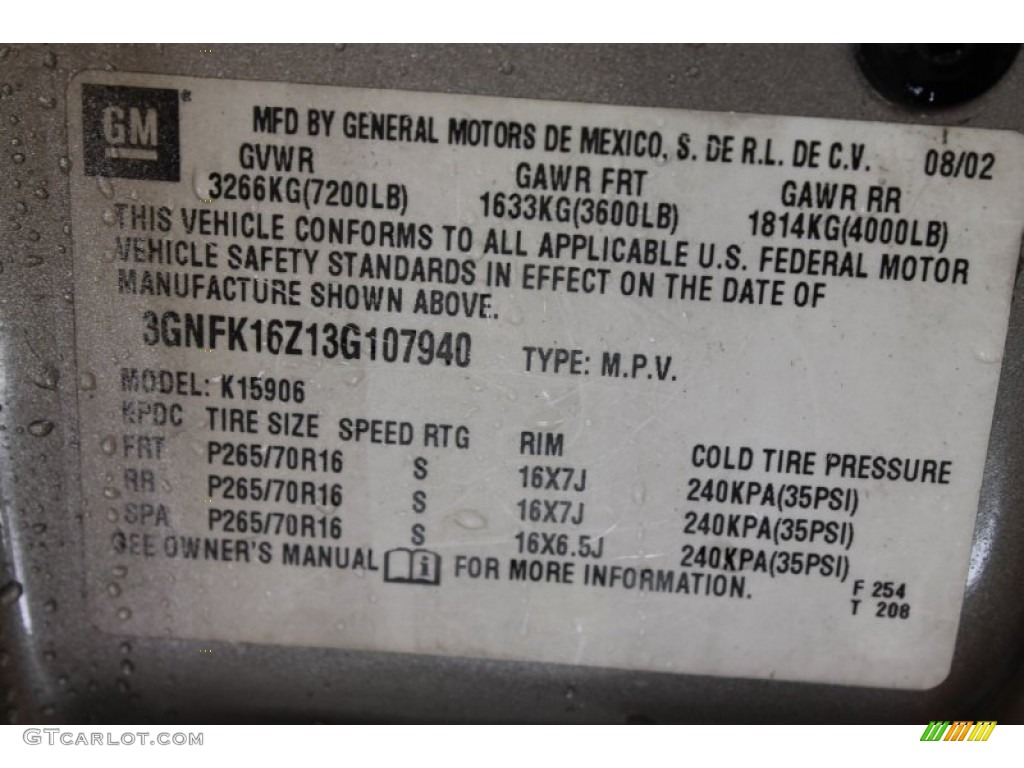 GM®
MFD BY GENERAL MOTORS DE MEXICO, S. DE R.L. DE C.V. 08/02
GVWR GAWR FRT GAWR RR
3266KG(7200LB) 1633KG(3600LB) 1814KG(4000LB)
THIS VEHICLE CONFORMS TO ALL APPLICABLE U.S. FEDERAL MOTOR
VEHICLE SAFETY STANDARDS IN EFFECT ON THE DATE OF
MANUFACTURE SHOWN ABOVE.
3GNFK16Z13G107940 TYPE: M.P.V.
MODEL: K15906
KPDC TIRE SIZE SPEED RTG RIM COLD TIRE PRESSURE
FRT P265/70R16 S 16X7J 240KPA(35PSI)
RR P265/70R16 S 16X7J 240KPA(35PSI)
SPA P265/70R16 S 16X6.5J 240KPA(35PSI)
SEE OWNER'S MANUAL i FOR MORE INFORMATION.
F 254
T 208
GTcarlot.com